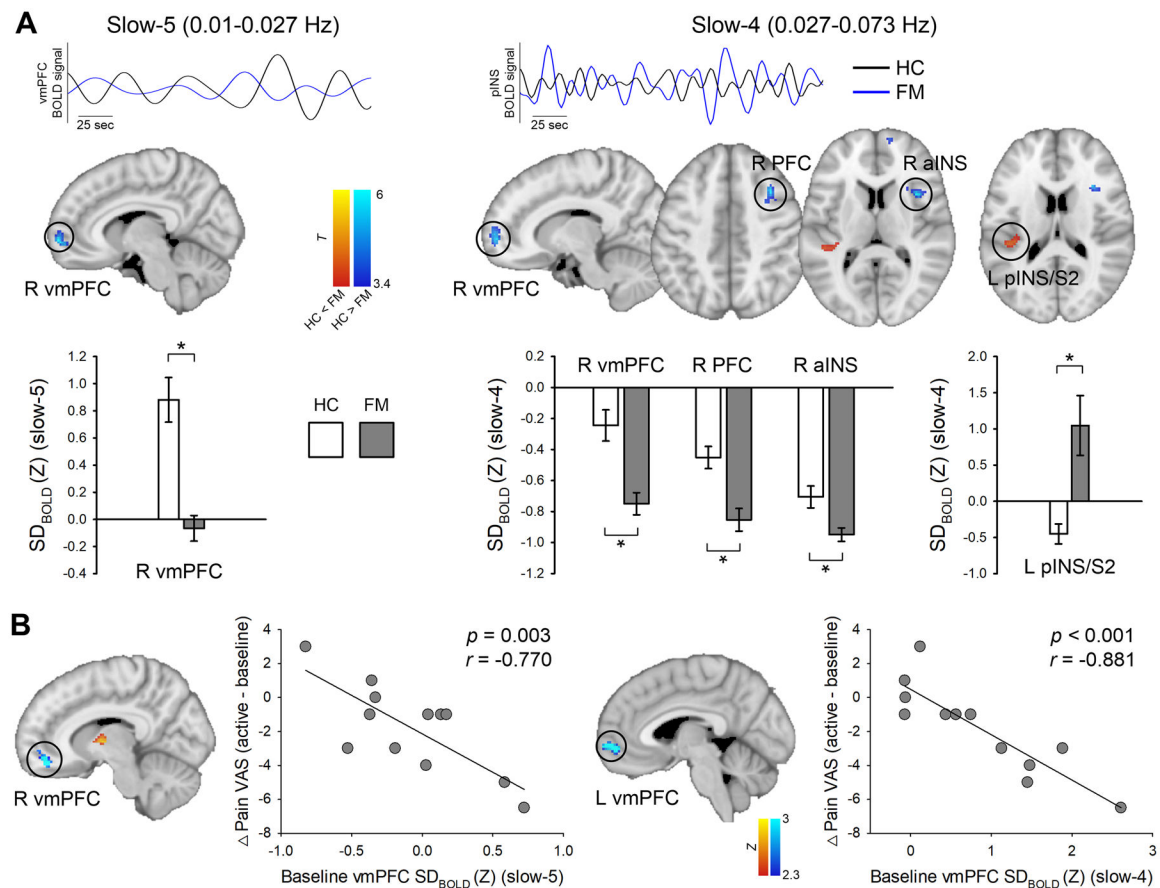 A
Slow-5 (0.01-0.027 Hz)
Slow-4 (0.027-0.073 Hz)
vmPFC
BOLD signal
25 sec
pINS
BOLD signal
25 sec
HC
FM
R vmPFC
T
6
3.4
HC < FM
HC > FM
R vmPFC
R PFC
R aINS
L pINS/S2
SD_BOLD (Z) (slow-5)
1.2
1.0
0.8
0.6
0.4
0.2
0.0
-0.2
-0.4
*
R vmPFC
HC FM
SD_BOLD (Z) (slow-4)
0.2
0.0
-0.2
-0.4
-0.6
-0.8
-1.0
-1.2
R vmPFC R PFC R aINS
* * *
SD_BOLD (Z) (slow-4)
2.0
1.5
1.0
0.5
0.0
-0.5
-1.0
*
L pINS/S2
B
R vmPFC
Δ Pain VAS (active - baseline)
4
2
0
-2
-4
-6
-8
p = 0.003
r = -0.770
-1.0 -0.5 0.0 0.5 1.0
Baseline vmPFC SD_BOLD (Z) (slow-5)
L vmPFC
Z
3
2.3
Δ Pain VAS (active - baseline)
4
2
0
-2
-4
-6
-8
p < 0.001
r = -0.881
0 1 2 3
Baseline vmPFC SD_BOLD (Z) (slow-4)